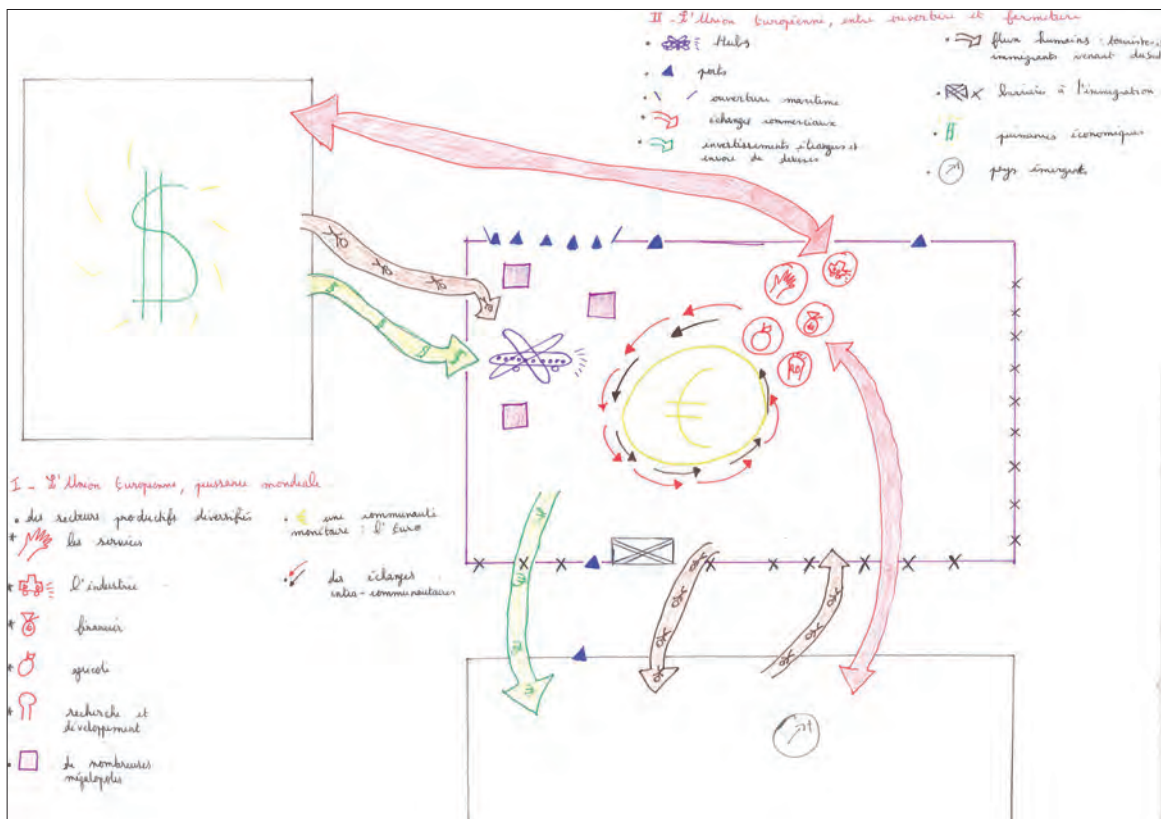 II - L'Union Européenne, entre ouverture et fermeture
Hubs
ports
ouverture maritime
échanges commerciaux
investissements étrangers et
envoie de devises
flux humains : touristes et
immigrants venant du sud
barrières à l'immigration
puissances économiques
pays émergents
$
€
I - L'Union Européenne, puissance mondiale
des secteurs productifs diversifiés
les services
l'industrie
financier
agricole
recherche et
développement
de nombreuses
mégalopoles
€ une communauté
monétaire : l'Euro
des échanges
intra-communautaires